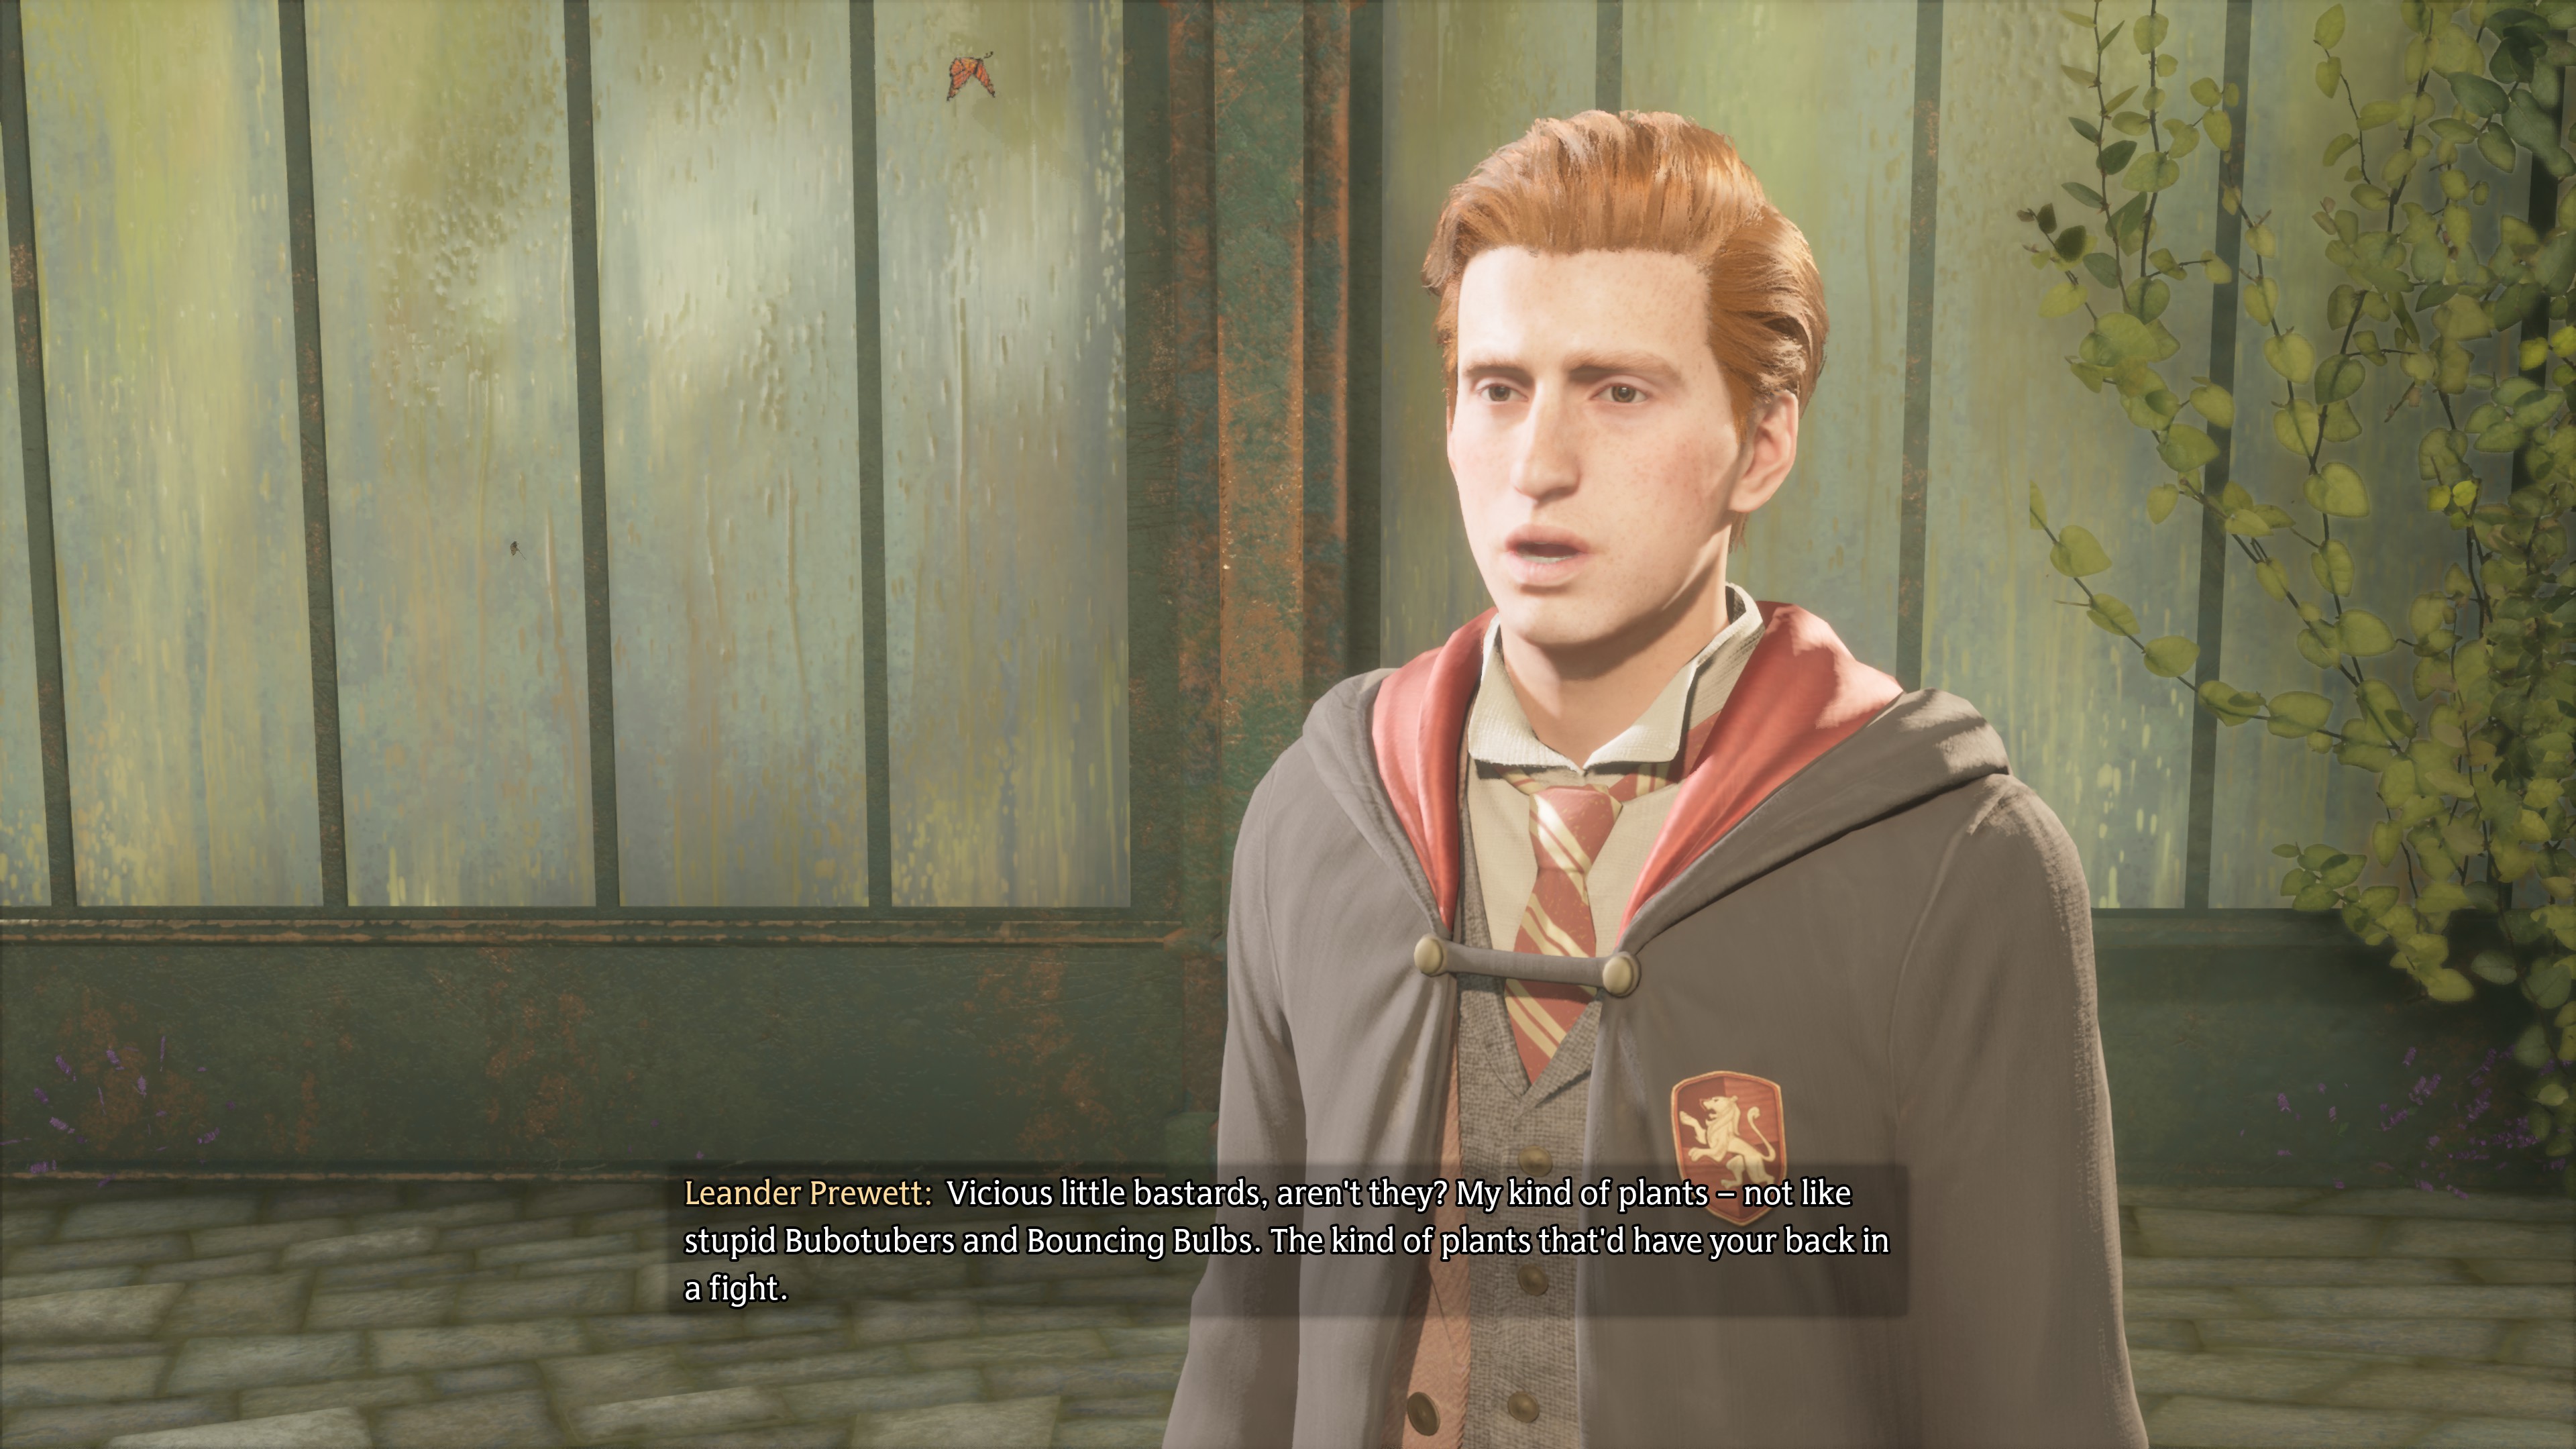 Leander Prewett: Vicious little bastards, aren't they? My kind of plants – not like
stupid Bubotubers and Bouncing Bulbs. The kind of plants that'd have your back in
a fight.